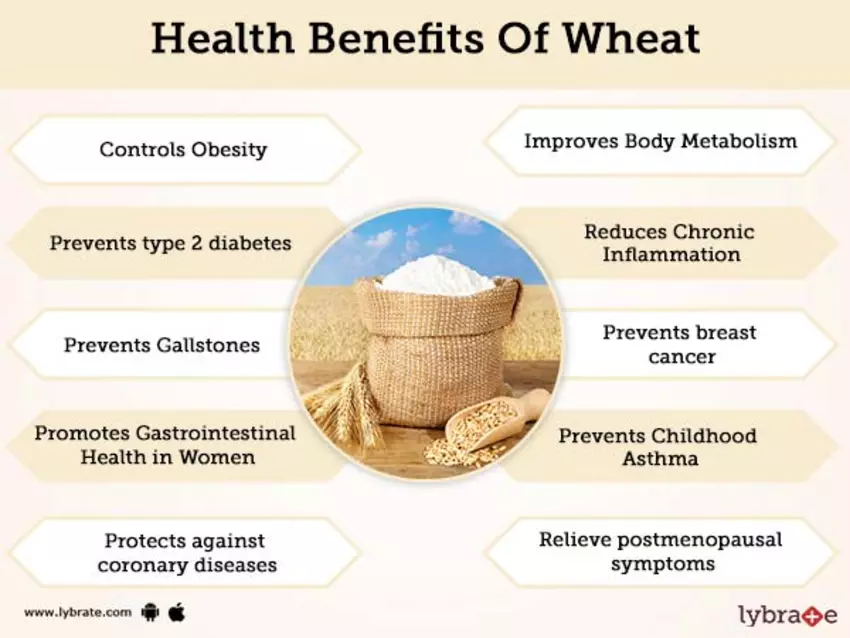 Health Benefits Of Wheat
Controls Obesity
Improves Body Metabolism
Prevents type 2 diabetes
Reduces Chronic
Inflammation
Prevents Gallstones
Prevents breast
cancer
Promotes Gastrointestinal
Health in Women
Prevents Childhood
Asthma
Protects against
coronary diseases
Relieve postmenopausal
symptoms
www.lybrate.com
lybrate